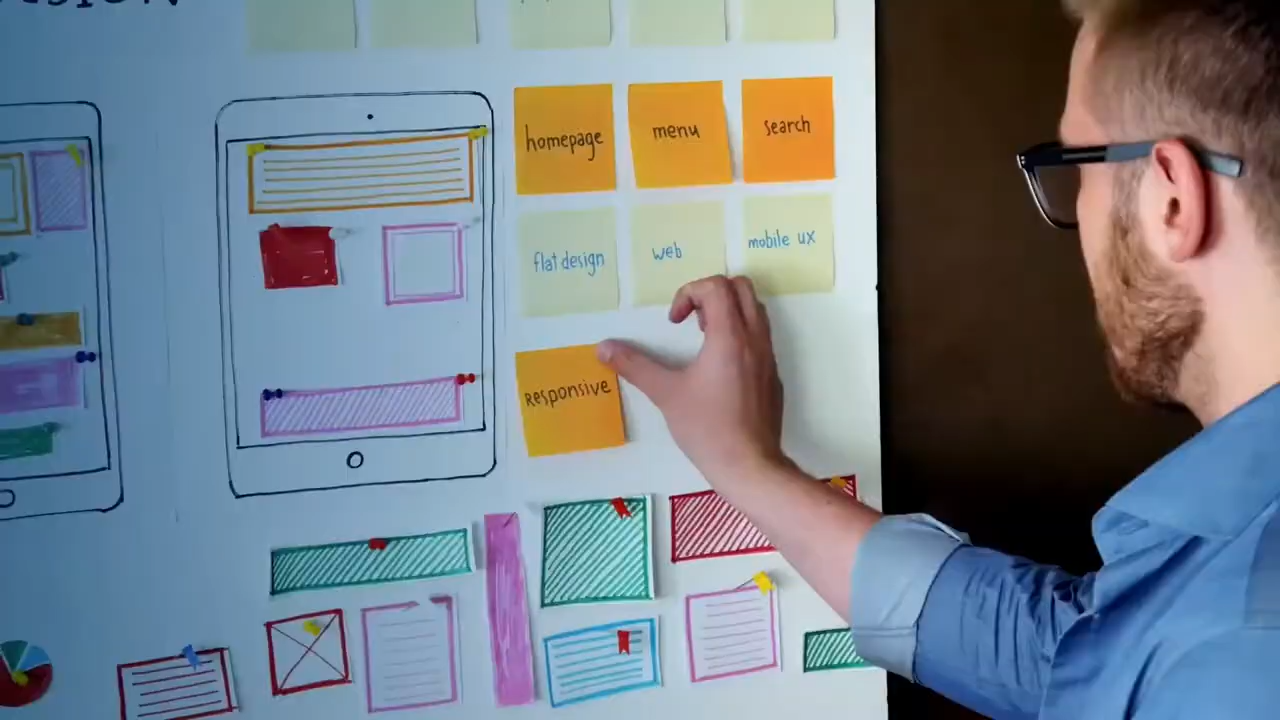 homepage
menu
search
flat design
web
mobile ux
Responsive